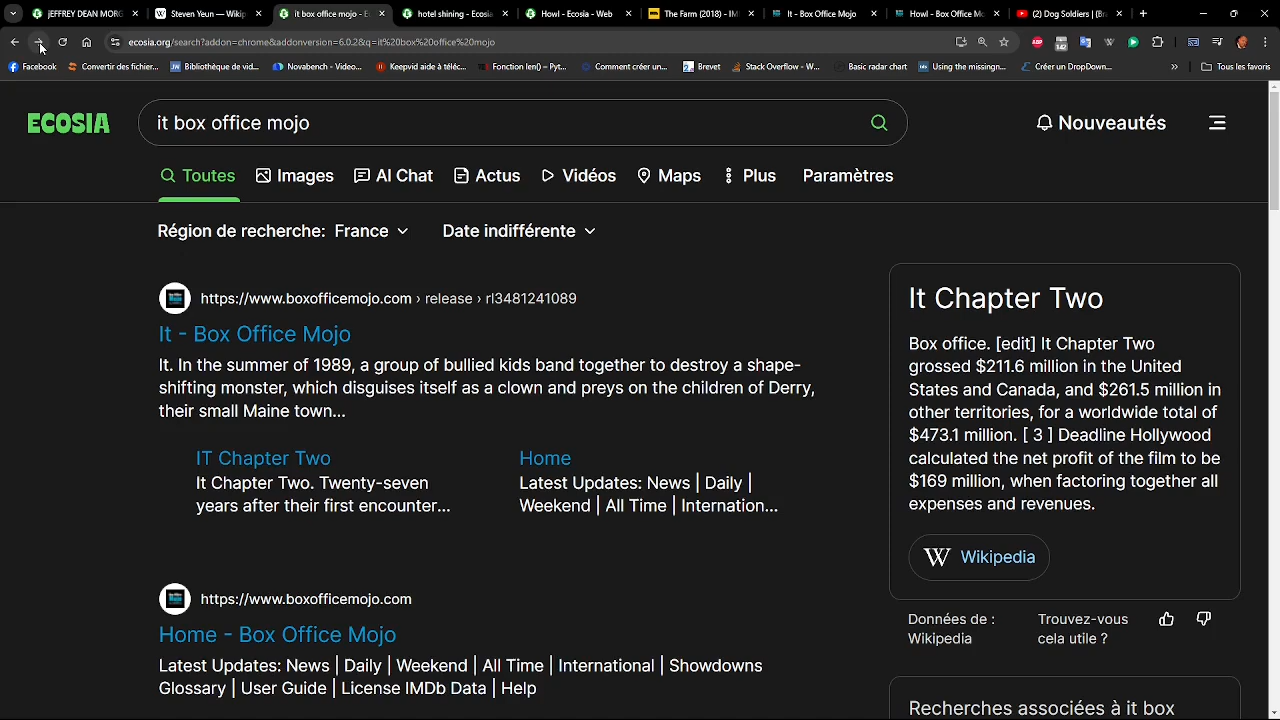 jEFFREY DEAN MORG
Steven Yeun — Wikip
it box office mojo - E
hotel shining - Ecosia
Howl - Ecosia - Web
The Farm (2018) - IM
It - Box Office Mojo
Howl - Box Office Mo
(2) Dog Soldiers | (Br
ecosia.org/search?addon=chrome&addonversion=6.0.2&q=it%20box%20office%20mojo
Facebook
Convertir des fichier...
Bibliothèque de vid...
Novabench - Video...
Keepvid aide à téléc...
Fonction len() – Pyt...
Comment créer un...
Brevet
Stack Overflow - W...
Basic radar chart
Using the missingn...
Créer un DropDown...
Tous les favoris
ECOSIA
it box office mojo
Nouveautés
Toutes
Images
AI Chat
Actus
Vidéos
Maps
Plus
Paramètres
Région de recherche: France
Date indifférente
https://www.boxofficemojo.com › release › rl3481241089
It - Box Office Mojo
It. In the summer of 1989, a group of bullied kids band together to destroy a shape-
shifting monster, which disguises itself as a clown and preys on the children of Derry,
their small Maine town...
IT Chapter Two
It Chapter Two. Twenty-seven
years after their first encounter...
Home
Latest Updates: News | Daily |
Weekend | All Time | Internation...
https://www.boxofficemojo.com
Home - Box Office Mojo
Latest Updates: News | Daily | Weekend | All Time | International | Showdowns
Glossary | User Guide | License IMDb Data | Help
It Chapter Two
Box office. [edit] It Chapter Two
grossed $211.6 million in the United
States and Canada, and $261.5 million in
other territories, for a worldwide total of
$473.1 million. [ 3 ] Deadline Hollywood
calculated the net profit of the film to be
$169 million, when factoring together all
expenses and revenues.
W Wikipedia
Données de :
Wikipedia
Trouvez-vous
cela utile ?
Recherches associées à it box